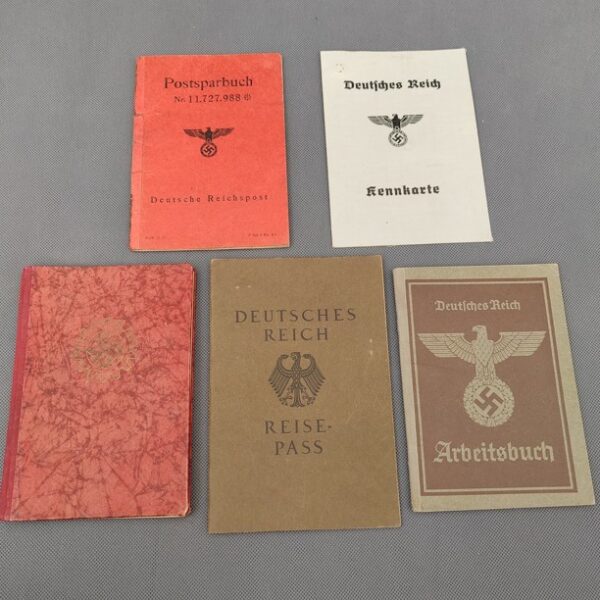 Postsparbuch
Nr. 11.727.988
Deutsche Reichspost
Deutsches Reich
Kennkarte
DEUTSCHES
REICH
REISE-
PASS
Deutsches Reich
Arbeitsbuch